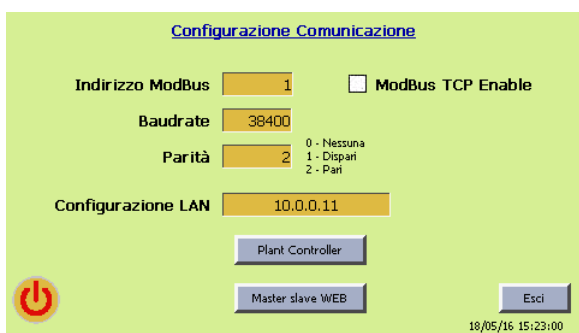 Configurazione Comunicazione
Indirizzo ModBus 1 ModBus TCP Enable
Baudrate 38400
Parità 2
0 - Nessuna
1 - Dispari
2 - Pari
Configurazione LAN 10.0.0.11
Plant Controller
Master slave WEB
Esci
18/05/16 15:23:00